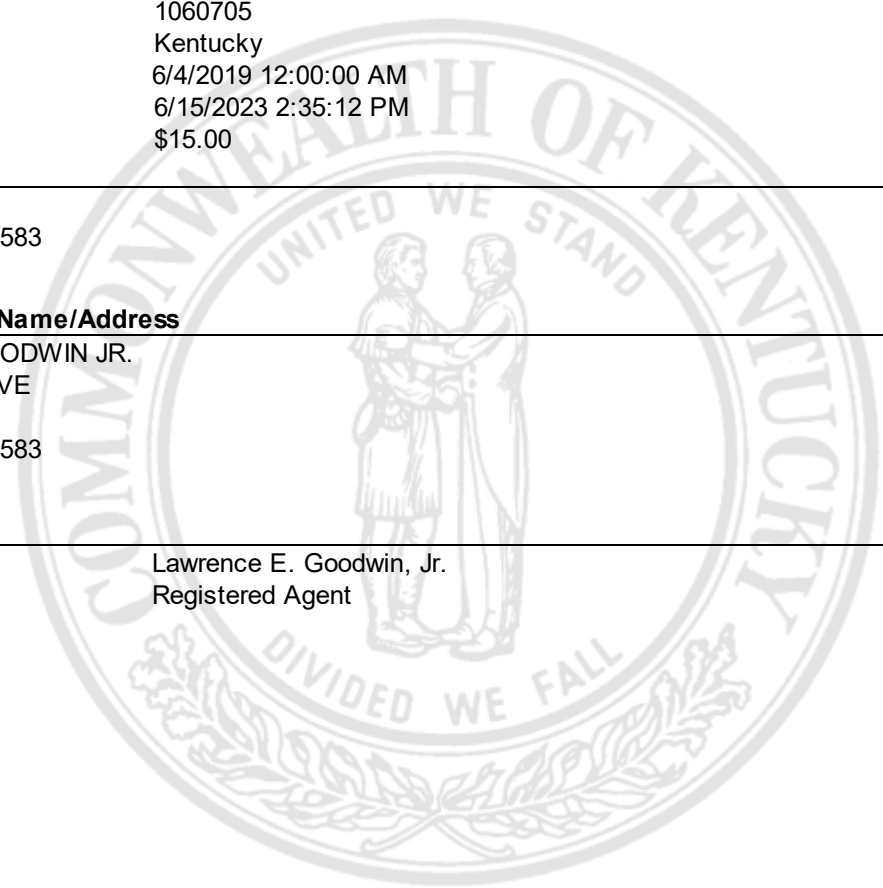 1060705
Kentucky
6/4/2019 12:00:00 AM
6/15/2023 2:35:12 PM
$15.00
583
Name/Address
ODWIN JR.
VE
583
Lawrence E. Goodwin, Jr.
Registered Agent
COMMONWEALTH OF KENTUCKY
UNITED WE STAND
DIVIDED WE FALL